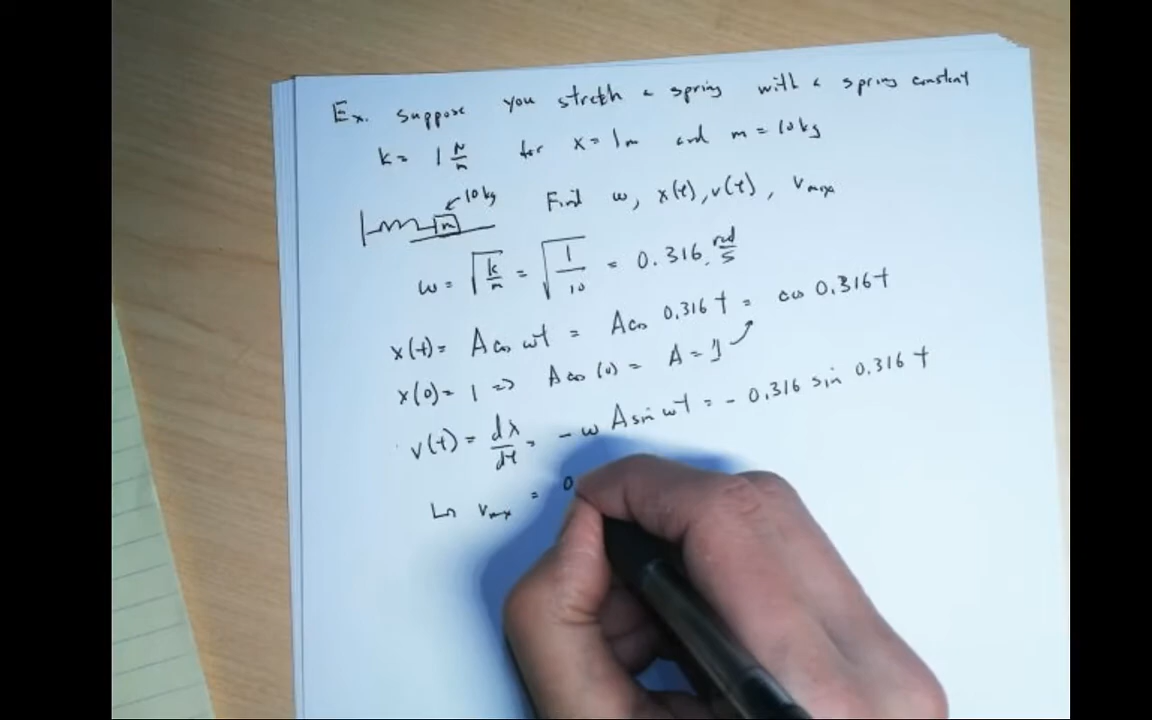 Ex. Suppose you stretch a spring with a spring constant
k = 1 N/m for x = 1m and m = 10kg
10kg
m
Find ω, x(t), v(t), vmax
ω = √(k/m) = √(1/10) = 0.316 rad/s
x(t) = A cos ωt = A cos 0.316 t = cos 0.316t
x(0) = 1 => A cos (0) = A = 1
v(t) = dx/dt = -ω A sin ωt = - 0.316 sin 0.316 t
vmax = 0